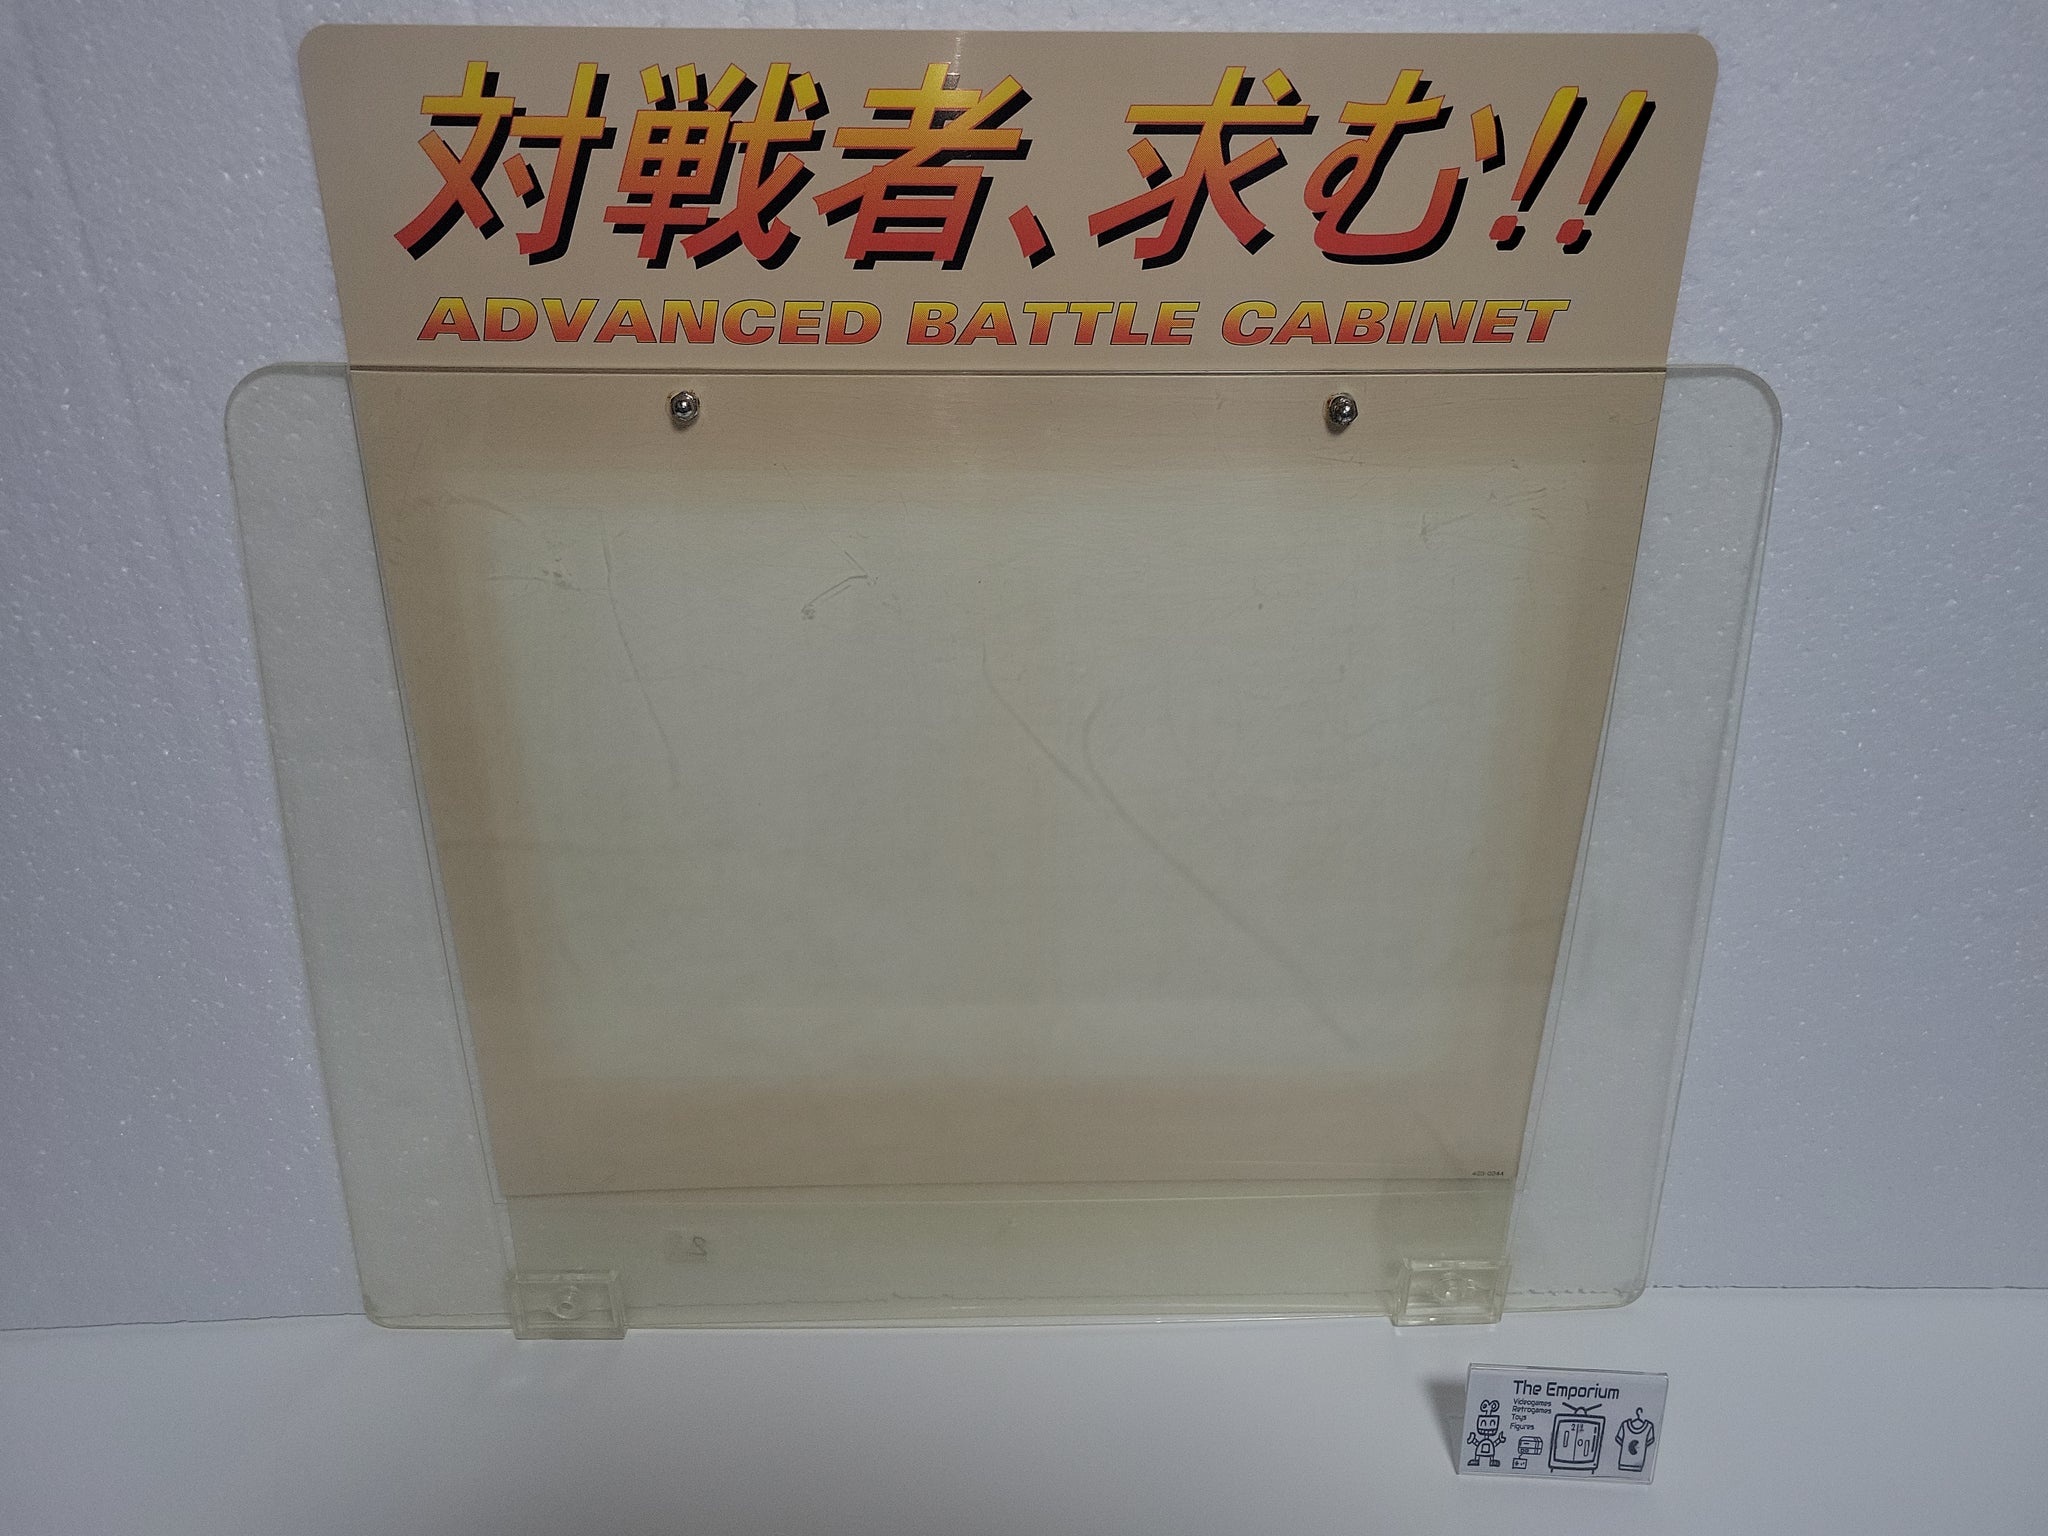 対戦者、求む!!
ADVANCED BATTLE CABINET
The Emporium
Videogames
Retrogames
Toys
Figures